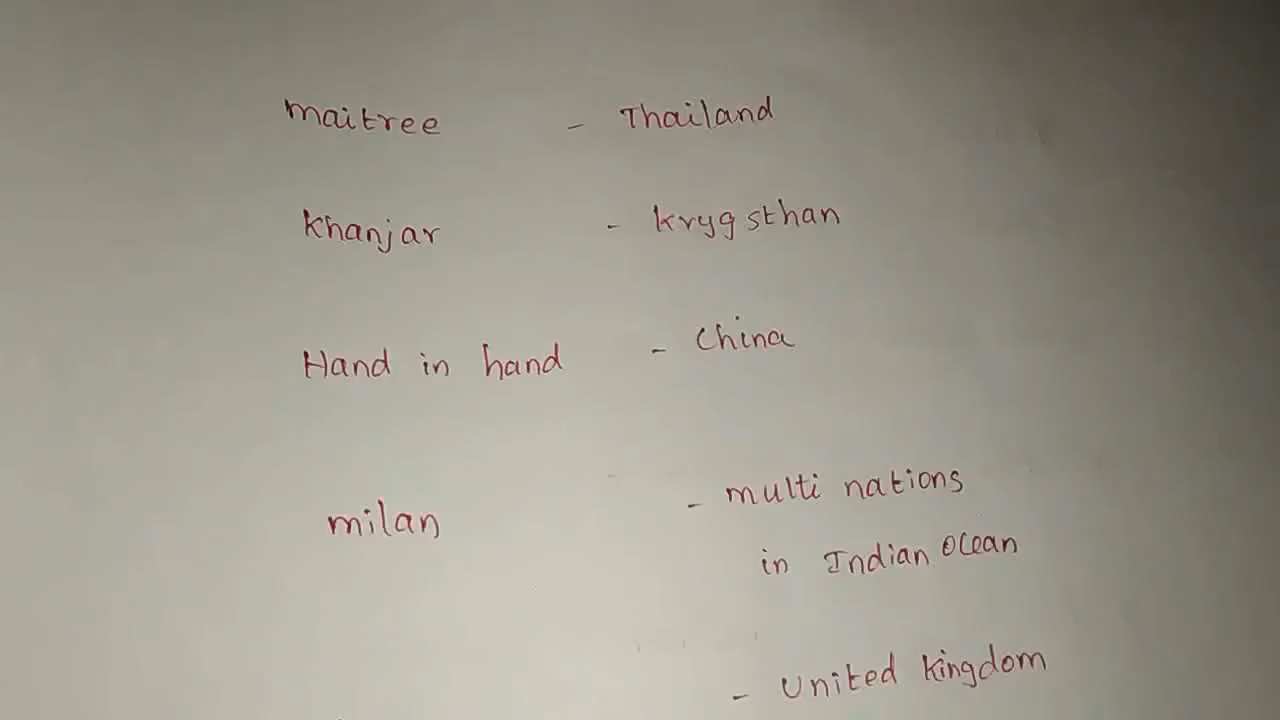 maitree - Thailand
Khanjar - krygsthan
Hand in hand - China
milan - multi nations
in Indian Ocean
- United Kingdom